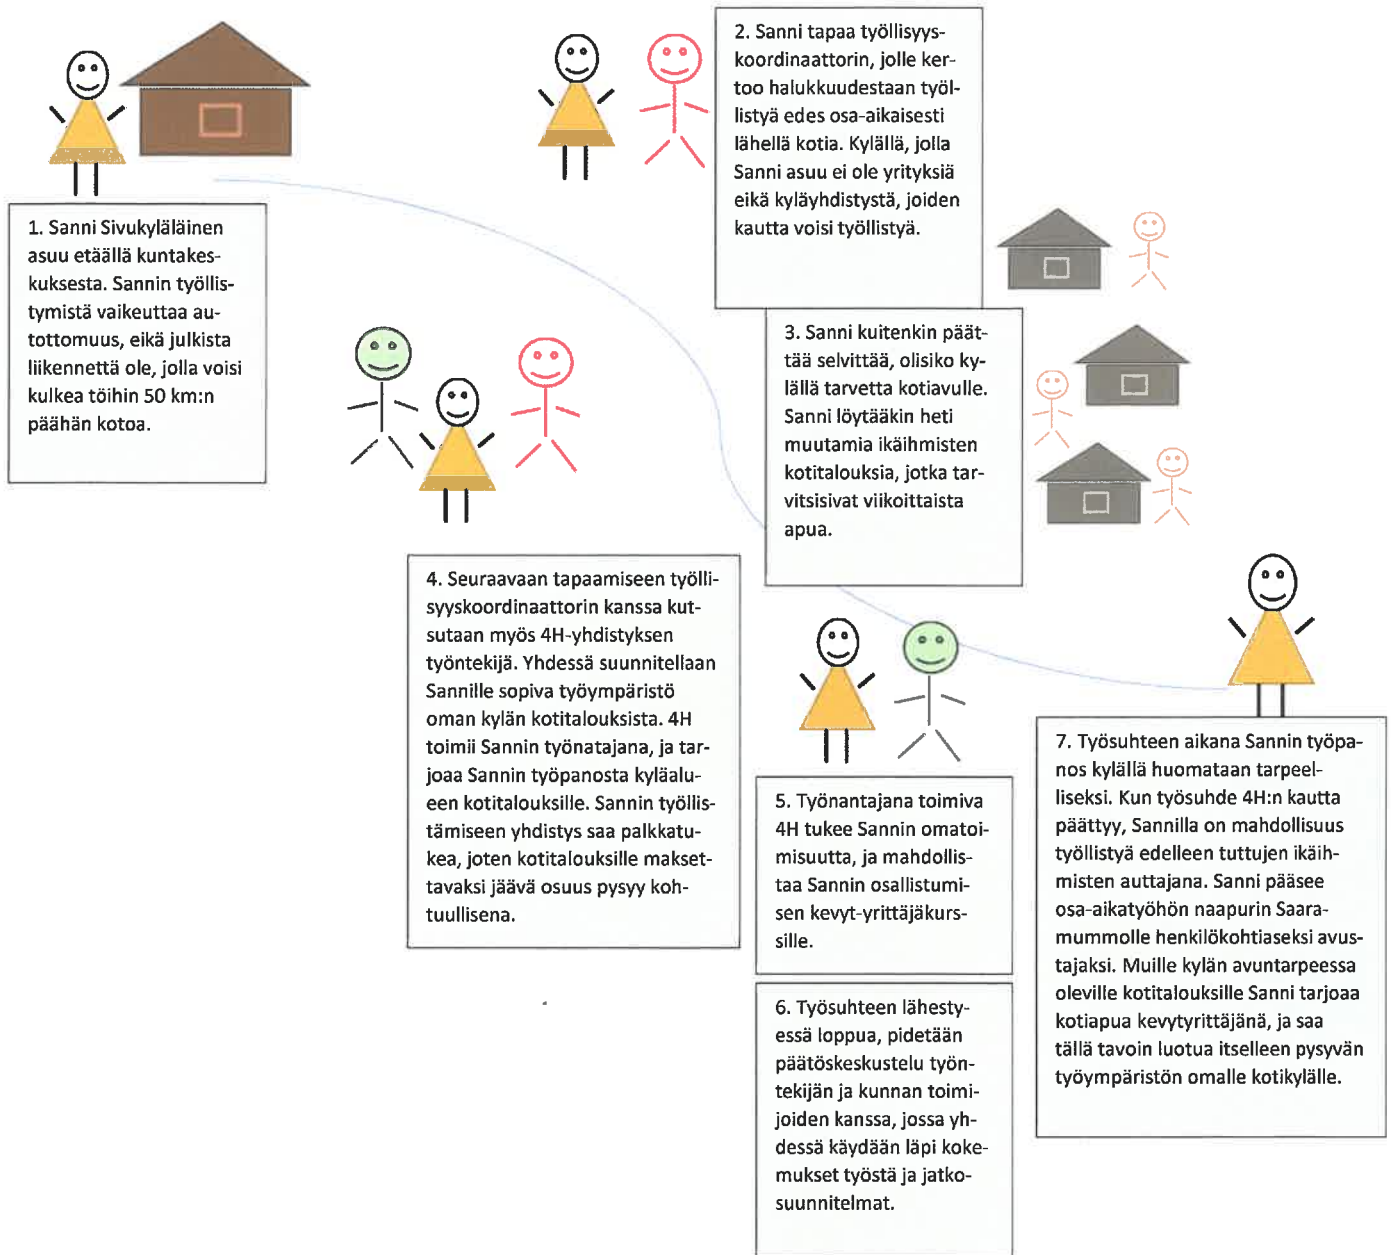 1. Sanni Sivukyläläinen
asuu etäällä kuntakes-
kuksesta. Sannin työllis-
tymistä vaikeuttaa au-
tottomuus, eikä julkista
liikennettä ole, jolla voisi
kulkea töihin 50 km:n
päähän kotoa.
2. Sanni tapaa työllisyys-
koordinaattorin, jolle ker-
too halukkuudestaan työl-
listyä edes osa-aikaisesti
lähellä kotia. Kylällä, jolla
Sanni asuu ei ole yrityksiä
eikä kyläyhdistystä, joiden
kautta voisi työllistyä.
3. Sanni kuitenkin päät-
tää selvittää, olisiko ky-
lällä tarvetta kotiavulle.
Sanni löytääkin heti
muutamia ikäihmisten
kotitalouksia, jotka tar-
vitsisivat viikoittaista
apua.
4. Seuraavaan tapaamiseen työlli-
syyskoordinaattorin kanssa kut-
sutaan myös 4H-yhdistyksen
työntekijä. Yhdessä suunnitellaan
Sannille sopiva työympäristö
oman kylän kotitalouksista. 4H
toimii Sannin työnatajana, ja tar-
joaa Sannin työpanosta kyläalu-
een kotitalouksille. Sannin työllis-
tämiseen yhdistys saa palkkatu-
kea, joten kotitalouksille makset-
tavaksi jäävä osuus pysyy koh-
tuullisena.
5. Työnantajana toimiva
4H tukee Sannin omatoi-
misuutta, ja mahdollis-
taa Sannin osallistumi-
sen kevyt-yrittäjäkurs-
sille.
6. Työsuhteen lähesty-
essä loppua, pidetään
päätöskeskustelu työn-
tekijän ja kunnan toimi-
joiden kanssa, jossa yh-
dessä käydään läpi koke-
mukset työstä ja jatko-
suunnitelmat.
7. Työsuhteen aikana Sannin työpa-
nos kylällä huomataan tarpeel-
liseksi. Kun työsuhde 4H:n kautta
päättyy, Sannilla on mahdollisuus
työllistyä edelleen tuttujen ikäih-
misten auttajana. Sanni pääsee
osa-aikatyöhön naapurin Saara-
mummolle henkilökohtiaseksi avus-
tajaksi. Muille kylän avuntarpeessa
oleville kotitalouksille Sanni tarjoaa
kotiapua kevytyrittäjänä, ja saa
tällä tavoin luotua itselleen pysyvän
työympäristön omalle kotikylälle.